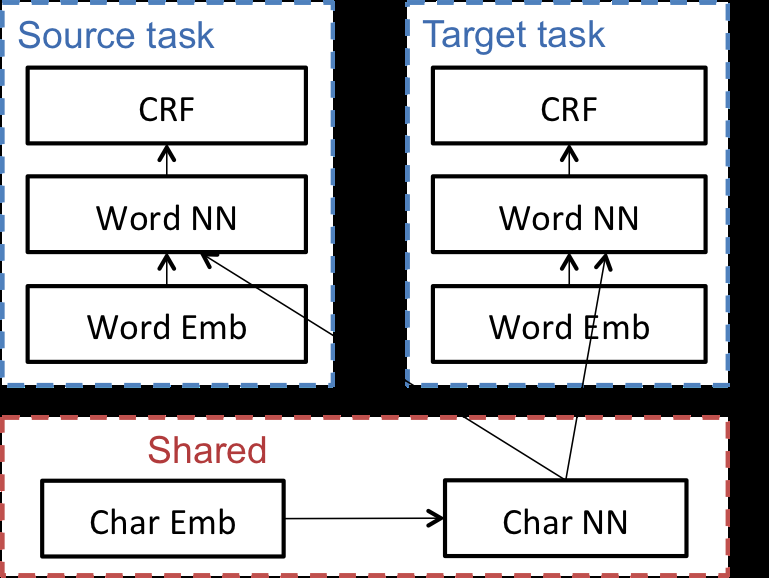 Source task
CRF
Word NN
Word Emb
Target task
CRF
Word NN
Word Emb
Shared
Char Emb
Char NN